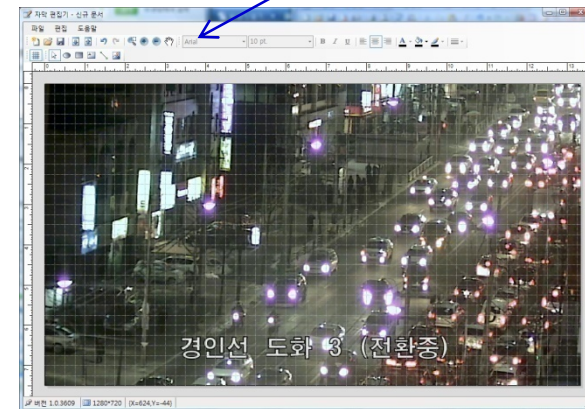 자막 편집기 - 신규 문서
파일 편집 도움말
Arial 10 pt.
경인선 도화 3 (전환중)
버전 1.0.3609 1280*720 (X=624,Y=-44)